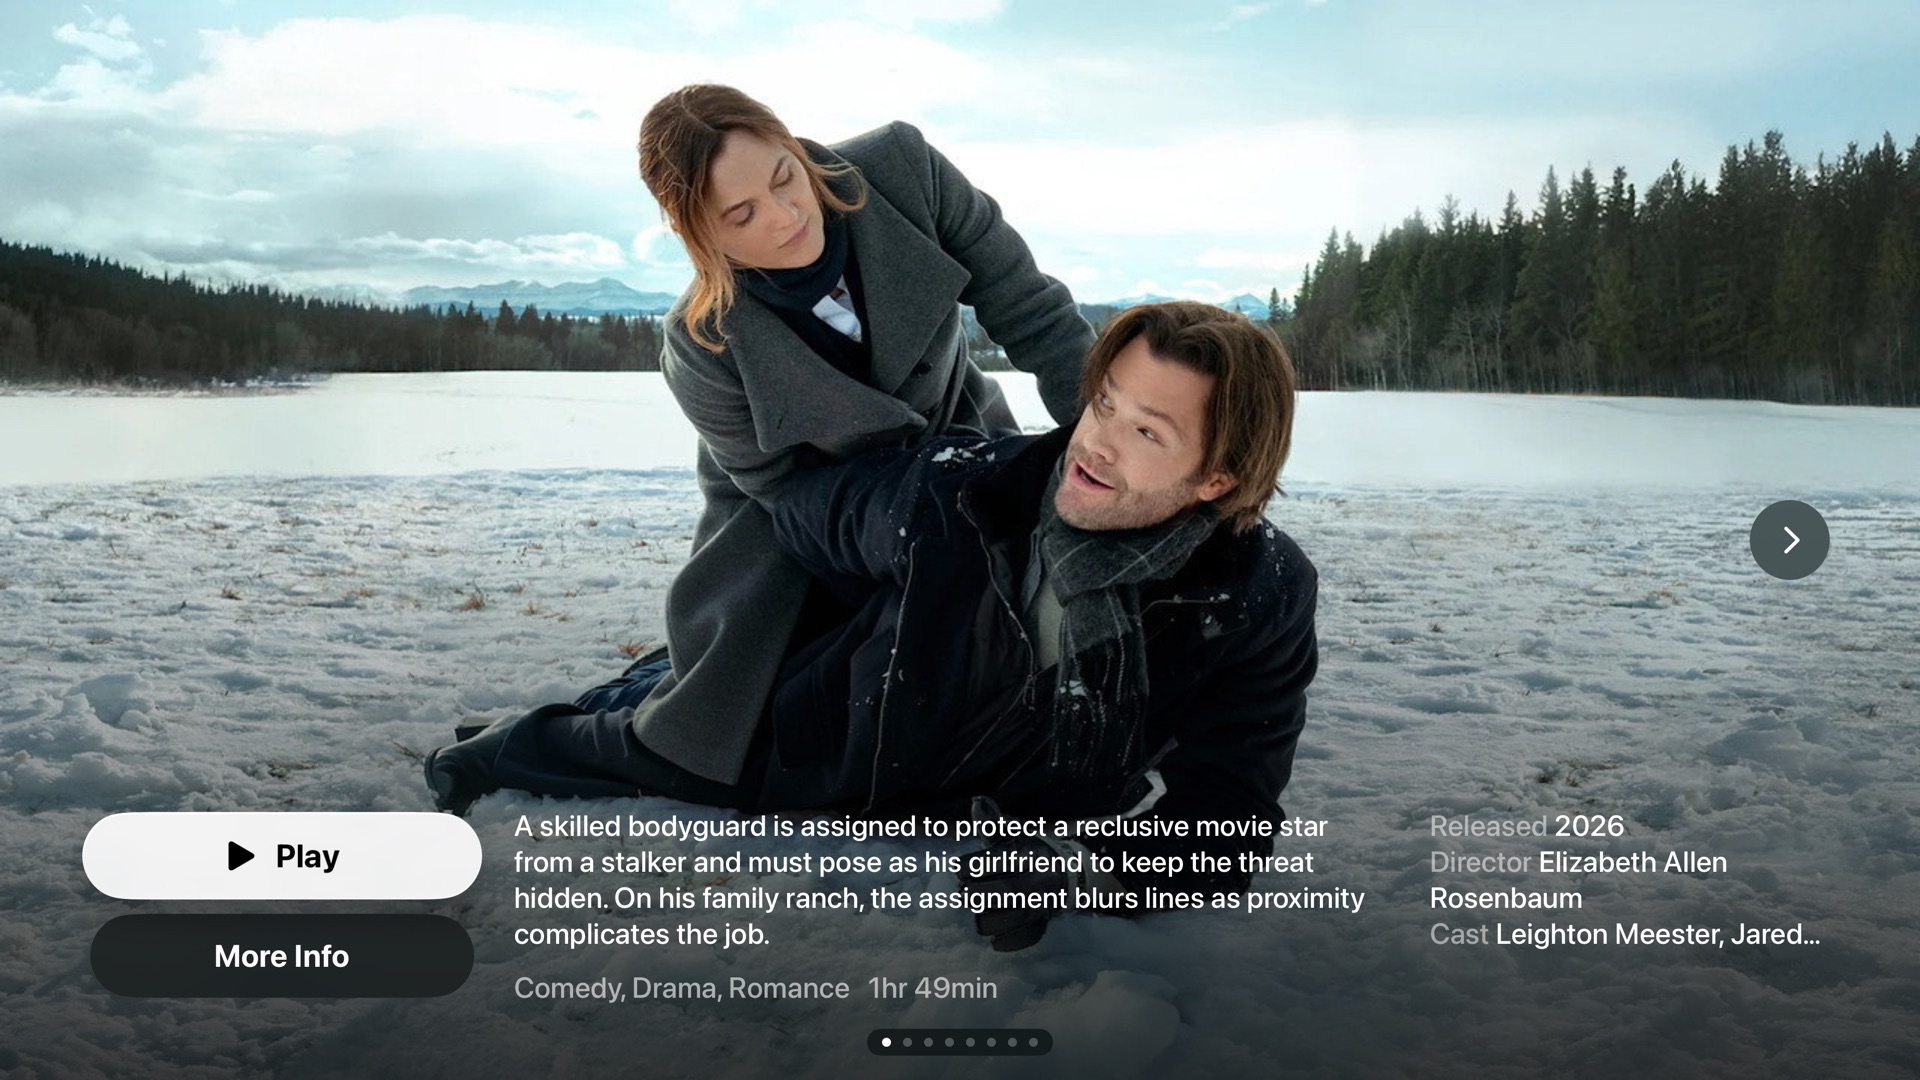 Play
More Info
A skilled bodyguard is assigned to protect a reclusive movie star
from a stalker and must pose as his girlfriend to keep the threat
hidden. On his family ranch, the assignment blurs lines as proximity
complicates the job.
Comedy, Drama, Romance 1hr 49min
Released 2026
Director Elizabeth Allen
Rosenbaum
Cast Leighton Meester, Jared...